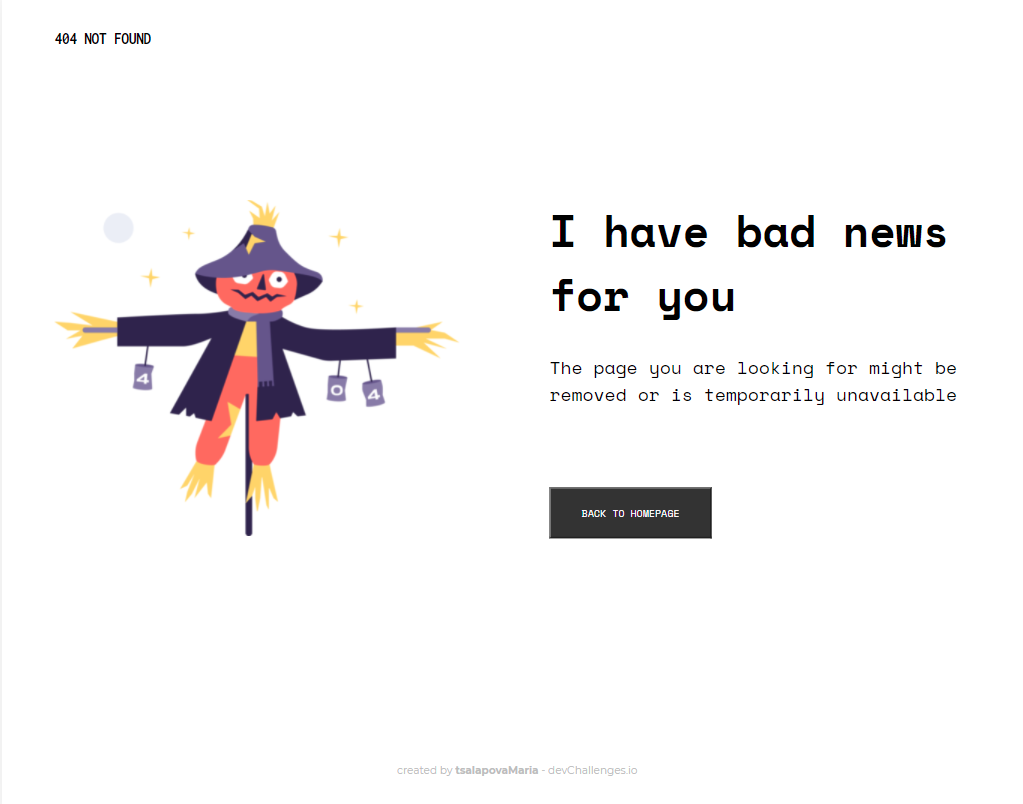 404 NOT FOUND
I have bad news
for you
4
0
4
The page you are looking for might be
removed or is temporarily unavailable
BACK TO HOMEPAGE
created by tsalapovaMaria - devChallenges.io